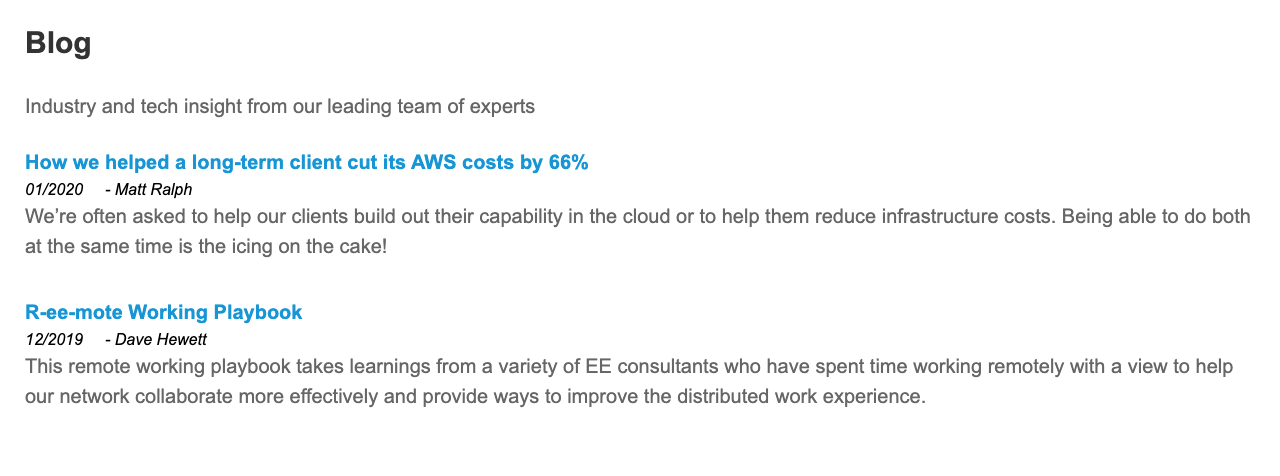 Blog
Industry and tech insight from our leading team of experts
How we helped a long-term client cut its AWS costs by 66%
01/2020 - Matt Ralph
We’re often asked to help our clients build out their capability in the cloud or to help them reduce infrastructure costs. Being able to do both
at the same time is the icing on the cake!
R-ee-mote Working Playbook
12/2019 - Dave Hewett
This remote working playbook takes learnings from a variety of EE consultants who have spent time working remotely with a view to help
our network collaborate more effectively and provide ways to improve the distributed work experience.